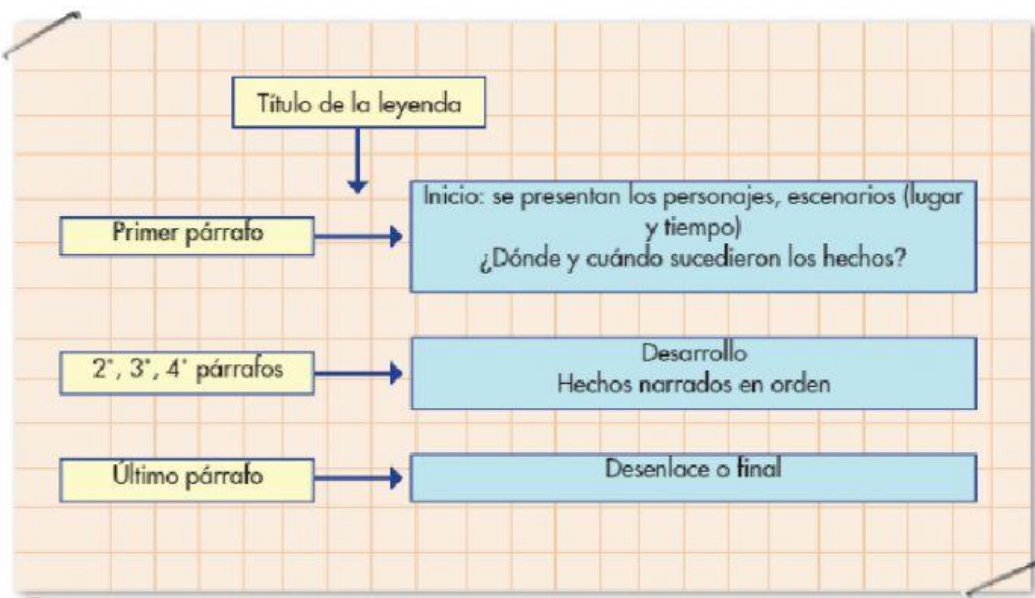 Título de la leyenda
Primer párrafo
Inicio: se presentan los personajes, escenarios (lugar
y tiempo)
¿Dónde y cuándo sucedieron los hechos?
2°, 3°, 4° párrafos
Desarrollo
Hechos narrados en orden
Último párrafo
Desenlace o final